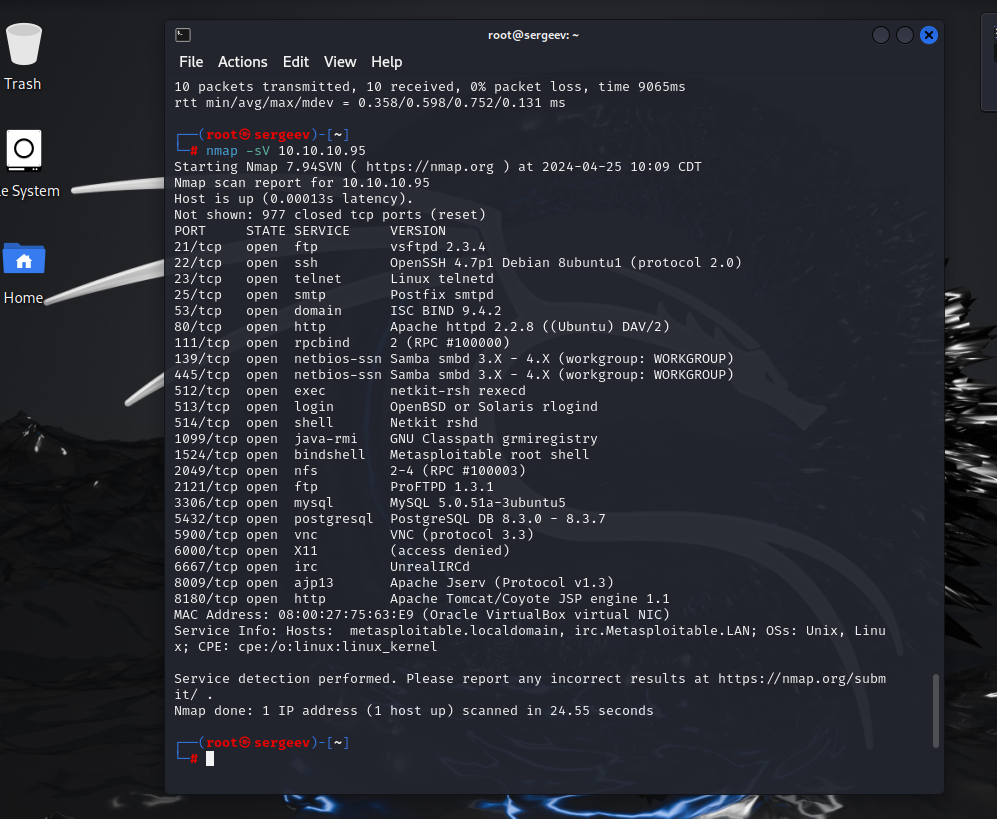 Trash
le System
Home
root@sergeev: ~
File Actions Edit View Help
10 packets transmitted, 10 received, 0% packet loss, time 9065ms
rtt min/avg/max/mdev = 0.358/0.598/0.752/0.131 ms
┌──(root㉿sergeev)-[~]
└─# nmap -sV 10.10.10.95
Starting Nmap 7.94SVN ( https://nmap.org ) at 2024-04-25 10:09 CDT
Nmap scan report for 10.10.10.95
Host is up (0.00013s latency).
Not shown: 977 closed tcp ports (reset)
PORT     STATE SERVICE     VERSION
21/tcp   open  ftp         vsftpd 2.3.4
22/tcp   open  ssh         OpenSSH 4.7p1 Debian 8ubuntu1 (protocol 2.0)
23/tcp   open  telnet      Linux telnetd
25/tcp   open  smtp        Postfix smtpd
53/tcp   open  domain      ISC BIND 9.4.2
80/tcp   open  http        Apache httpd 2.2.8 ((Ubuntu) DAV/2)
111/tcp  open  rpcbind     2 (RPC #100000)
139/tcp  open  netbios-ssn Samba smbd 3.X - 4.X (workgroup: WORKGROUP)
445/tcp  open  netbios-ssn Samba smbd 3.X - 4.X (workgroup: WORKGROUP)
512/tcp  open  exec        netkit-rsh rexecd
513/tcp  open  login       OpenBSD or Solaris rlogind
514/tcp  open  shell       Netkit rshd
1099/tcp open  java-rmi    GNU Classpath grmiregistry
1524/tcp open  bindshell   Metasploitable root shell
2049/tcp open  nfs         2-4 (RPC #100003)
2121/tcp open  ftp         ProFTPD 1.3.1
3306/tcp open  mysql       MySQL 5.0.51a-3ubuntu5
5432/tcp open  postgresql  PostgreSQL DB 8.3.0 - 8.3.7
5900/tcp open  vnc         VNC (protocol 3.3)
6000/tcp open  X11         (access denied)
6667/tcp open  irc         UnrealIRCd
8009/tcp open  ajp13       Apache Jserv (Protocol v1.3)
8180/tcp open  http        Apache Tomcat/Coyote JSP engine 1.1
MAC Address: 08:00:27:75:63:E9 (Oracle VirtualBox virtual NIC)
Service Info: Hosts:  metasploitable.localdomain, irc.Metasploitable.LAN; OSs: Unix, Linu
x; CPE: cpe:/o:linux:linux_kernel
Service detection performed. Please report any incorrect results at https://nmap.org/subm
it/ .
Nmap done: 1 IP address (1 host up) scanned in 24.55 seconds
┌──(root㉿sergeev)-[~]
└─#